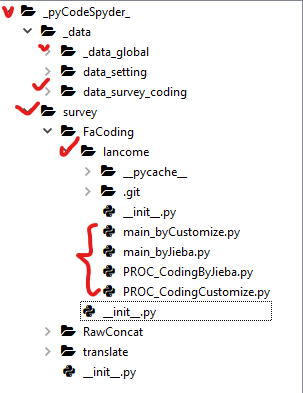 _pyCodeSpyder_
_data
_data_global
data_setting
data_survey_coding
survey
FaCoding
lancome
__pycache__
.git
__init__.py
main_byCustomize.py
main_byJieba.py
PROC_CodingByJieba.py
PROC_CodingCustomize.py
__init__.py
RawConcat
translate
__init__.py